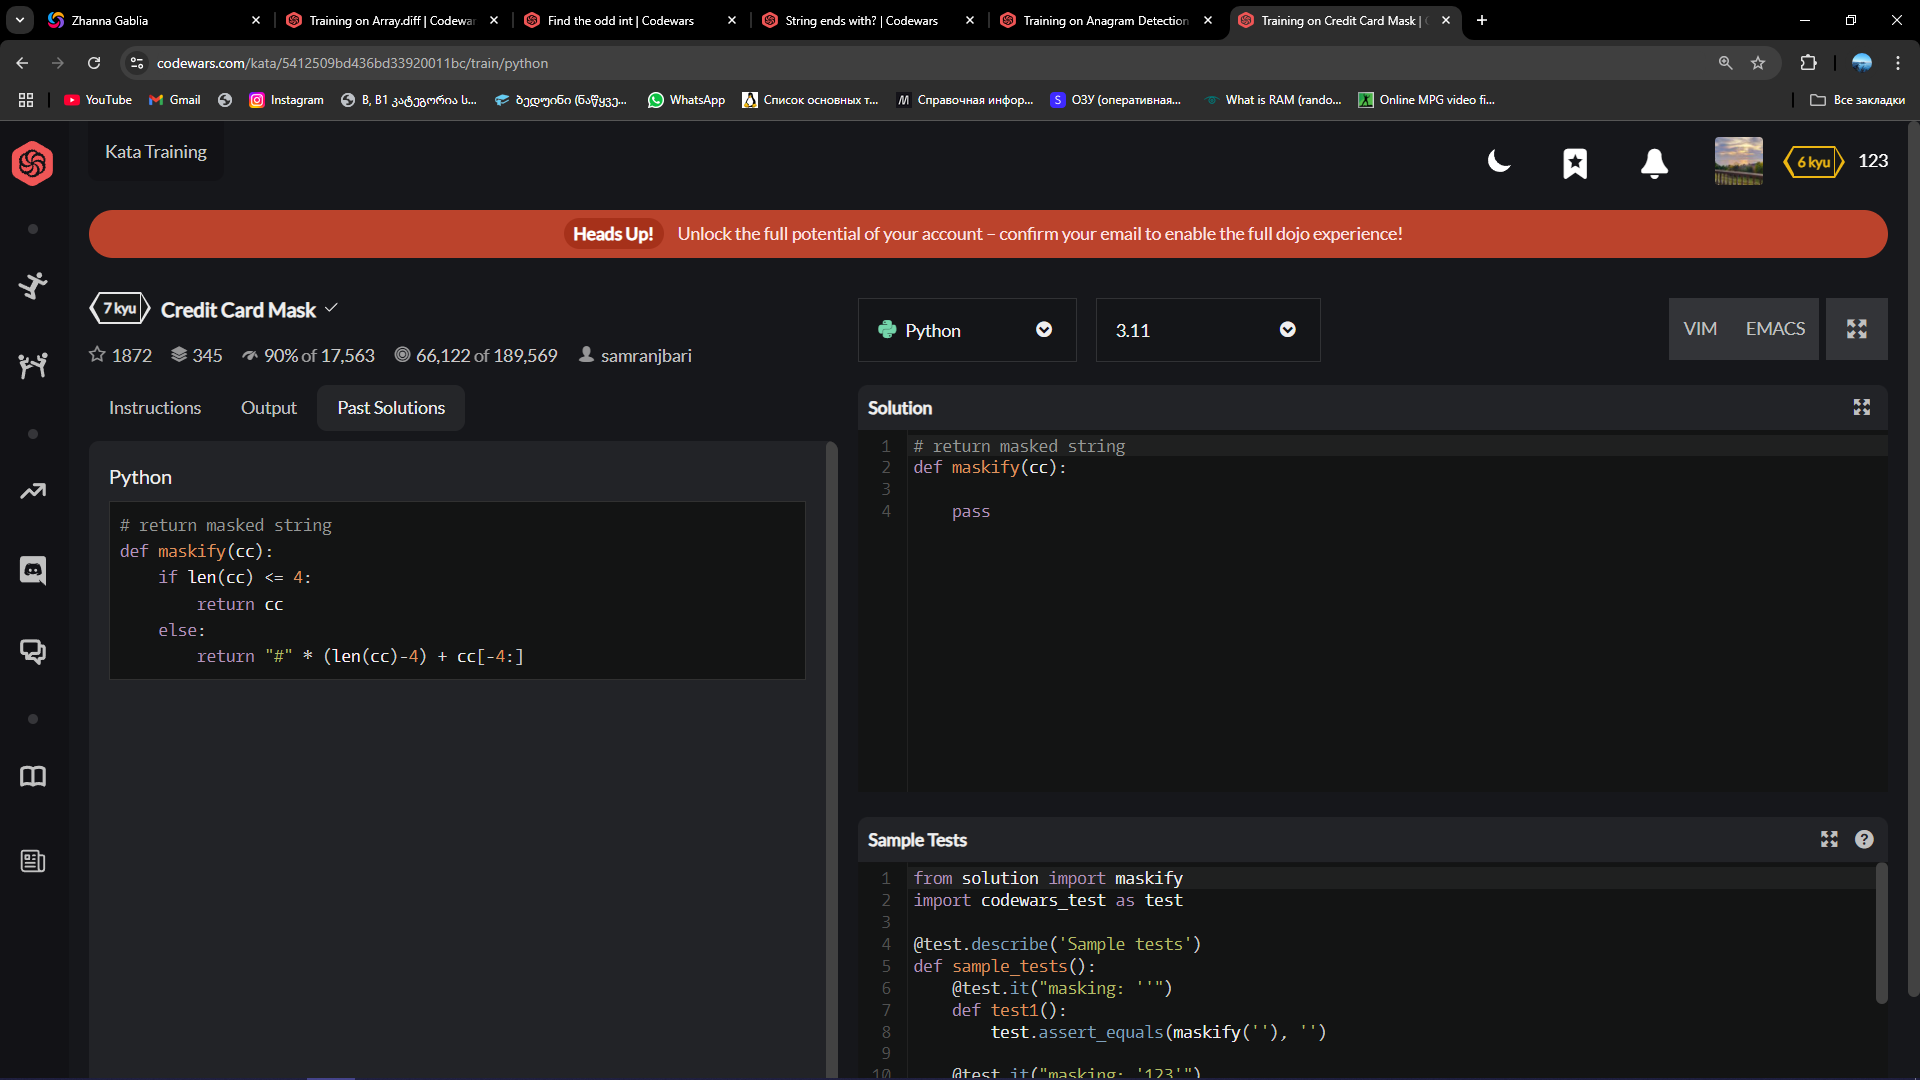 Zhanna Gablia
Training on Array.diff | Codewar
Find the odd int | Codewars
String ends with? | Codewars
Training on Anagram Detection
Training on Credit Card Mask |
codewars.com/kata/5412509bd436bd33920011bc/train/python
YouTube
Gmail
Instagram
B, B1 კატეგორია ს...
ბედუინი (ნაწყვე...
WhatsApp
Список основных т...
Справочная инфор...
ОЗУ (оперативная...
What is RAM (rando...
Online MPG video fi...
Все закладки
Kata Training
6 kyu
123
Heads Up! Unlock the full potential of your account – confirm your email to enable the full dojo experience!
7 kyu
Credit Card Mask
1872 345 90% of 17,563 66,122 of 189,569 samranjbari
Python
3.11
VIM EMACS
Instructions Output Past Solutions
Python
# return masked string
def maskify(cc):
    if len(cc) <= 4:
        return cc
    else:
        return "#" * (len(cc)-4) + cc[-4:]
Solution
1 # return masked string
2 def maskify(cc):
3
4     pass
Sample Tests
1 from solution import maskify
2 import codewars_test as test
3
4 @test.describe('Sample tests')
5 def sample_tests():
6     @test.it("masking: ''")
7     def test1():
8         test.assert_equals(maskify(''), '')
9
10     @test.it("masking: '123'")